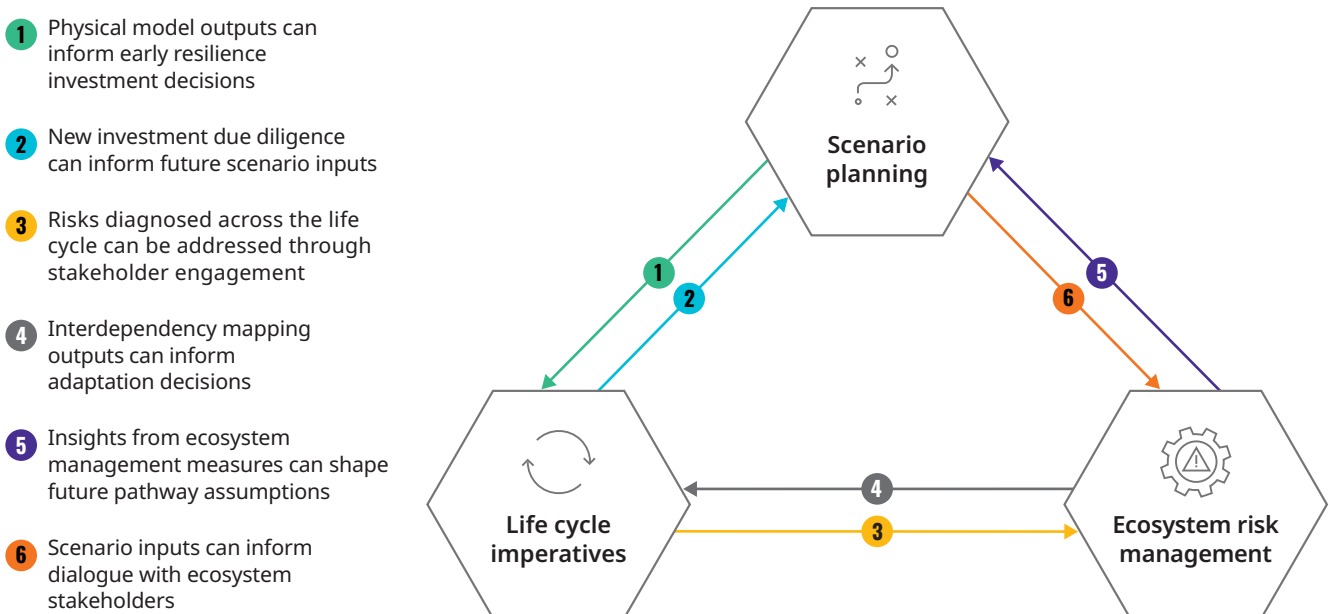 1 Physical model outputs can
inform early resilience
investment decisions
2 New investment due diligence
can inform future scenario inputs
3 Risks diagnosed across the life
cycle can be addressed through
stakeholder engagement
4 Interdependency mapping
outputs can inform
adaptation decisions
5 Insights from ecosystem
management measures can shape
future pathway assumptions
6 Scenario inputs can inform
dialogue with ecosystem
stakeholders
Scenario
planning
1
2
5
6
Life cycle
imperatives
4
3
Ecosystem risk
management